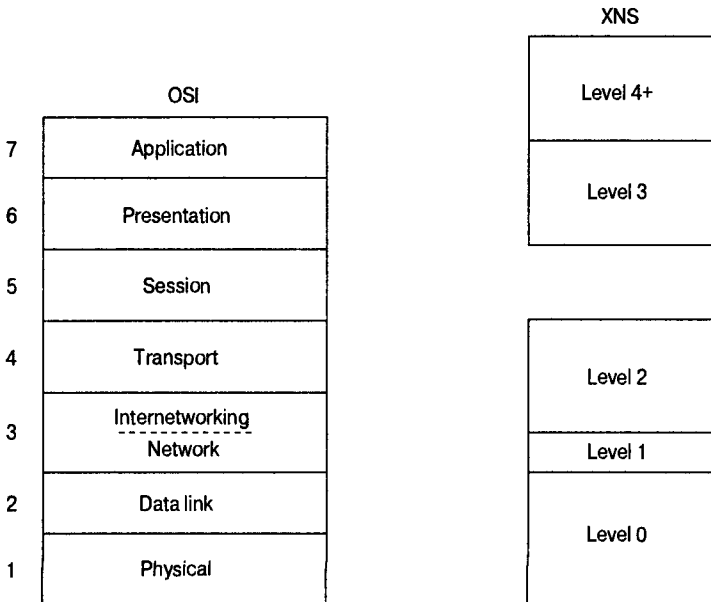 XNS
Level 4+
OSI
7 Application
Level 3
6 Presentation
5 Session
4 Transport
Level 2
3 Internetworking
Network
Level 1
2 Data link
Level 0
1 Physical